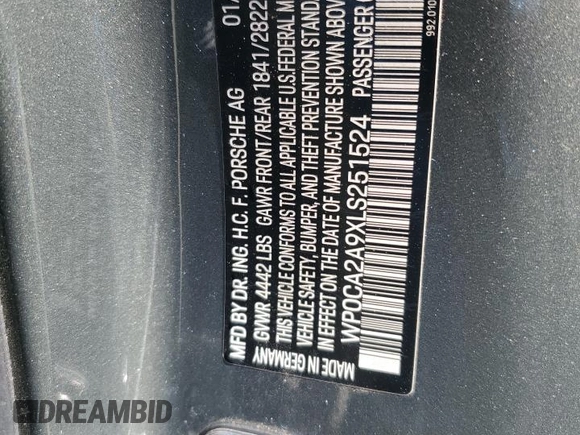 MFD BY DR. ING. H.C. F. PORSCHE AG 01/
GVWR 4442 LBS GAWR FRONT/REAR 1841/2822
THIS VEHICLE CONFORMS TO ALL APPLICABLE U.S. FEDERAL M
VEHICLE SAFETY, BUMPER, AND THEFT PREVENTION STAND
IN EFFECT ON THE DATE OF MANUFACTURE SHOWN ABOV
WP0CA2A9XLS251524 PASSENGER
MADE IN GERMANY
992 010
DREAMBID